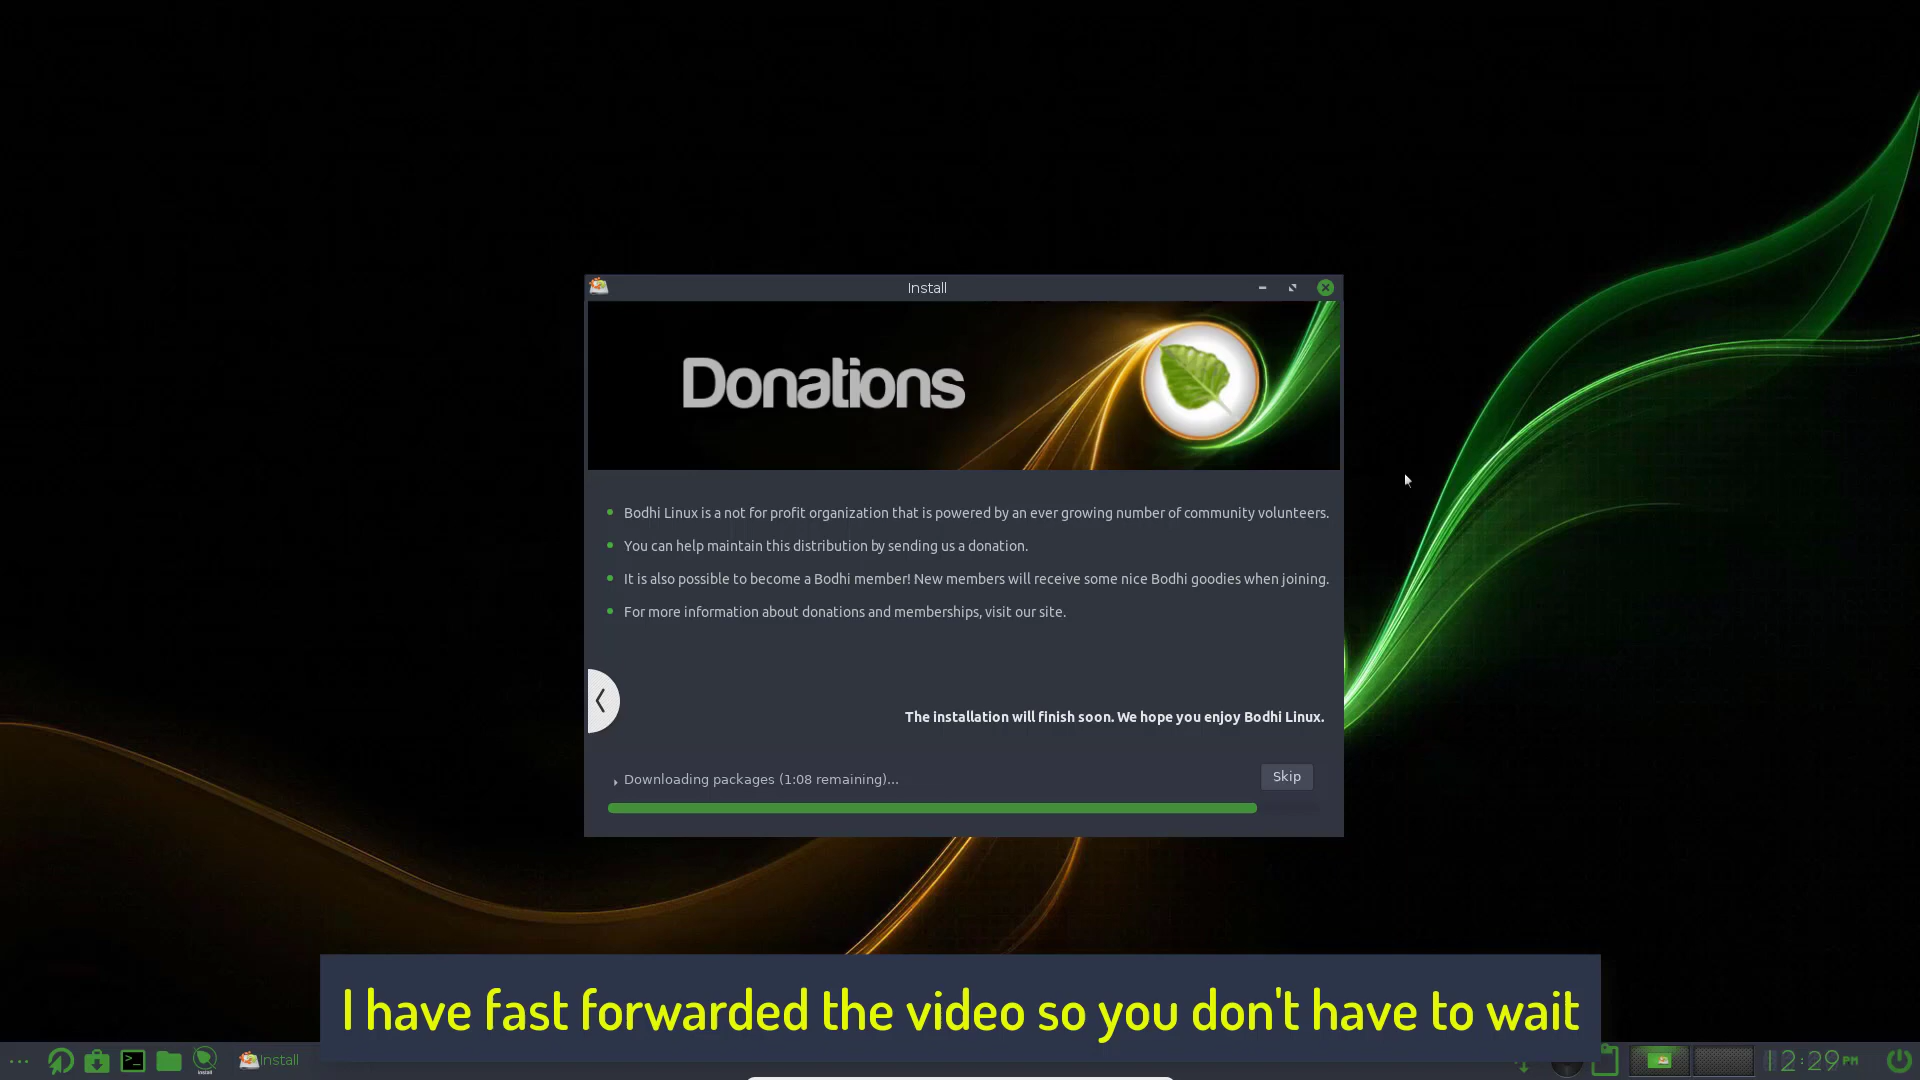 Install
Donations
Bodhi Linux is a not for profit organization that is powered by an ever growing number of community volunteers.
You can help maintain this distribution by sending us a donation.
It is also possible to become a Bodhi member! New members will receive some nice Bodhi goodies when joining.
For more information about donations and memberships, visit our site.
The installation will finish soon. We hope you enjoy Bodhi Linux.
Downloading packages (1:08 remaining)...
Skip
I have fast forwarded the video so you don't have to wait
install
Install
12:29 PM